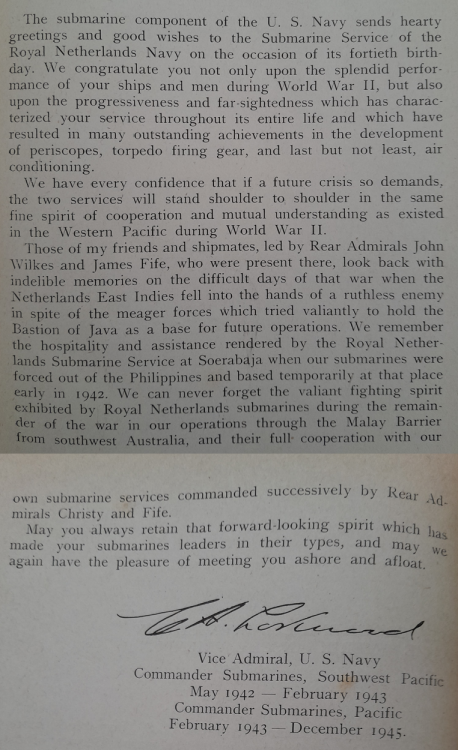 The submarine component of the U. S. Navy sends hearty
greetings and good wishes to the Submarine Service of the
Royal Netherlands Navy on the occasion of its fortieth birth-
day. We congratulate you not only upon the splendid perfor-
mance of your ships and men during World War II, but also
upon the progressiveness and far-sightedness which has charac-
terized your service throughout its entire life and which have
resulted in many outstanding achievements in the development
of periscopes, torpedo firing gear, and last but not least, air
conditioning.
We have every confidence that if a future crisis so demands,
the two services will stand shoulder to shoulder in the same
fine spirit of cooperation and mutual understanding as existed
in the Western Pacific during World War II.
Those of my friends and shipmates, led by Rear Admirals John
Wilkes and James Fife, who were present there, look back with
indelible memories on the difficult days of that war when the
Netherlands East Indies fell into the hands of a ruthless enemy
in spite of the meager forces which tried valiantly to hold the
Bastion of Java as a base for future operations. We remember
the hospitality and assistance rendered by the Royal Nether-
lands Submarine Service at Soerabaja when our submarines were
forced out of the Philippines and based temporarily at that place
early in 1942. We can never forget the valiant fighting spirit
exhibited by Royal Netherlands submarines during the remain-
der of the war in our operations through the Malay Barrier
from southwest Australia, and their full cooperation with our
own submarine services commanded successively by Rear Ad-
mirals Christy and Fife.
May you always retain that forward-looking spirit which has
made your submarines leaders in their types, and may we
again have the pleasure of meeting you ashore and afloat.
C. A. Lockwood
Vice Admiral, U. S. Navy
Commander Submarines, Southwest Pacific
May 1942 — February 1943
Commander Submarines, Pacific
February 1943 — December 1945.